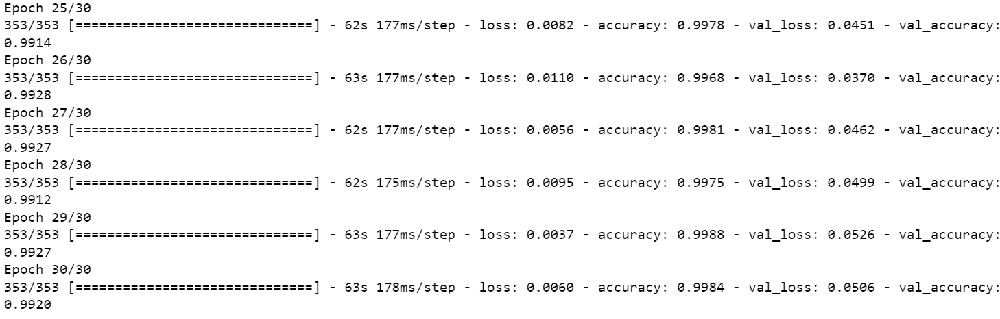 Epoch 25/30
353/353 [==============================] - 62s 177ms/step - loss: 0.0082 - accuracy: 0.9978 - val_loss: 0.0451 - val_accuracy:
0.9914
Epoch 26/30
353/353 [==============================] - 63s 177ms/step - loss: 0.0110 - accuracy: 0.9968 - val_loss: 0.0370 - val_accuracy:
0.9928
Epoch 27/30
353/353 [==============================] - 62s 177ms/step - loss: 0.0056 - accuracy: 0.9981 - val_loss: 0.0462 - val_accuracy:
0.9927
Epoch 28/30
353/353 [==============================] - 62s 175ms/step - loss: 0.0095 - accuracy: 0.9975 - val_loss: 0.0499 - val_accuracy:
0.9912
Epoch 29/30
353/353 [==============================] - 63s 177ms/step - loss: 0.0037 - accuracy: 0.9988 - val_loss: 0.0526 - val_accuracy:
0.9927
Epoch 30/30
353/353 [==============================] - 63s 178ms/step - loss: 0.0060 - accuracy: 0.9984 - val_loss: 0.0506 - val_accuracy:
0.9920